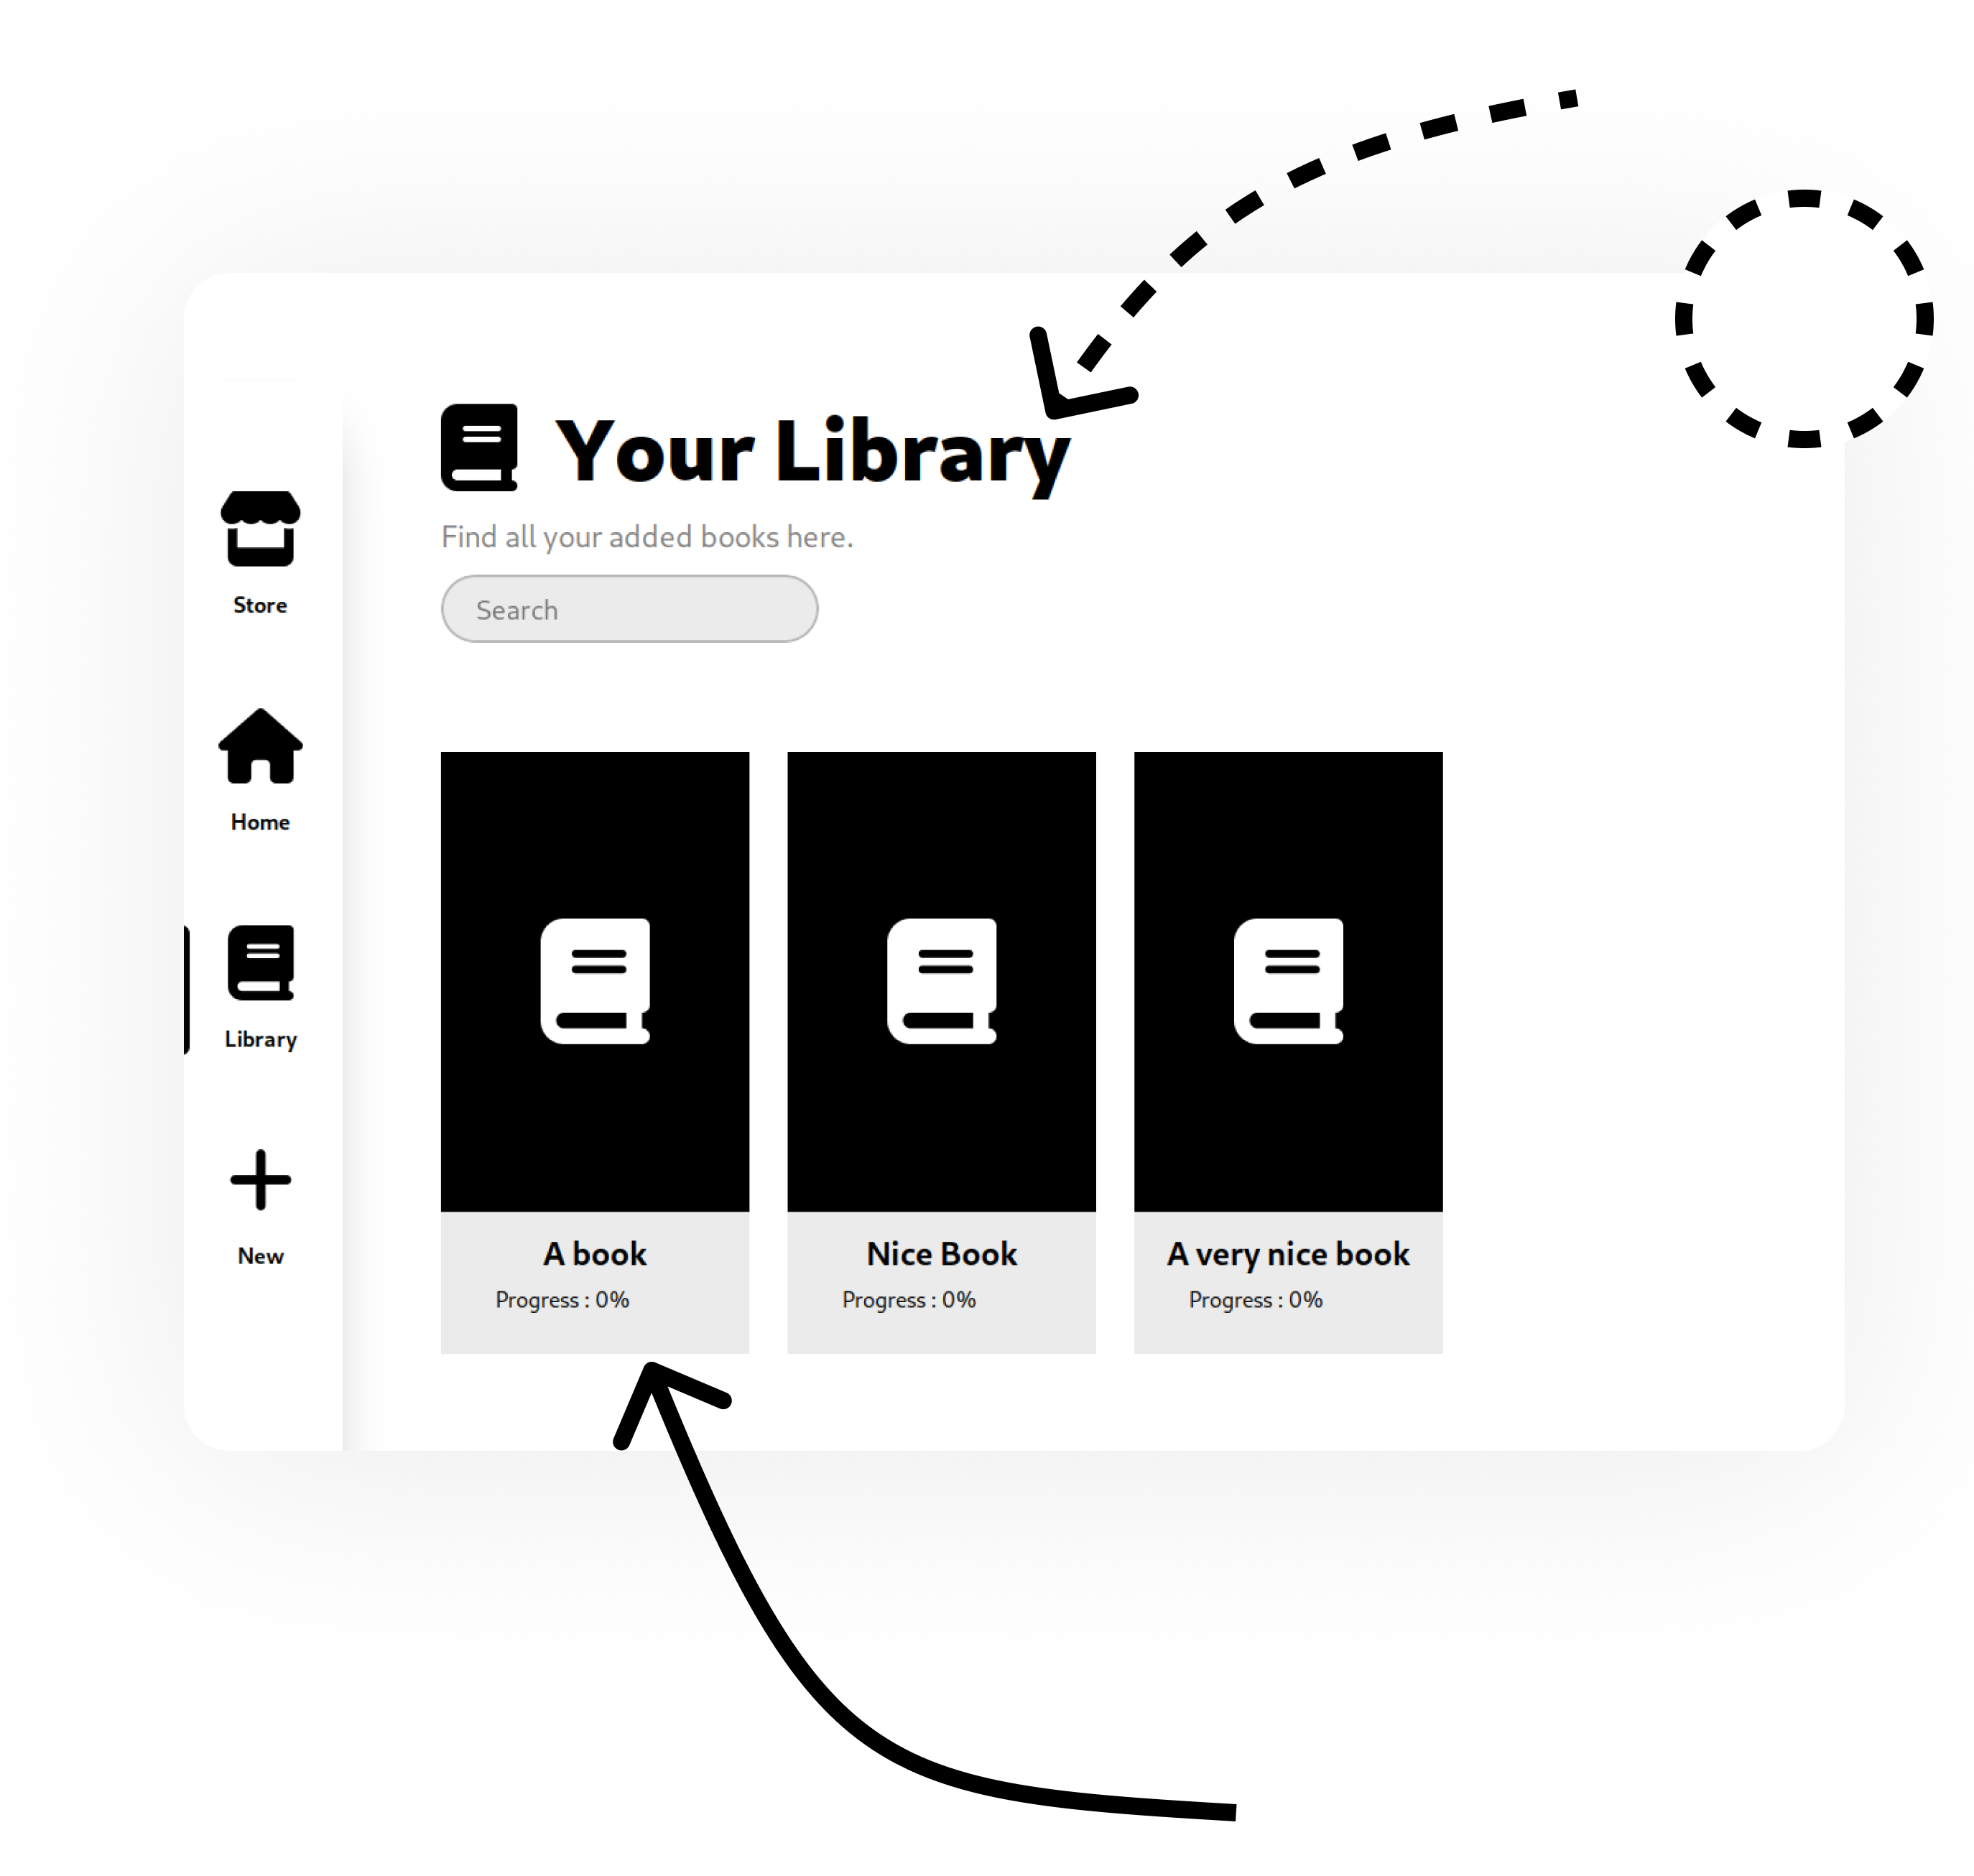 Your Library
Find all your added books here.
Search
Store
Home
Library
New
A book
Progress : 0%
Nice Book
Progress : 0%
A very nice book
Progress : 0%